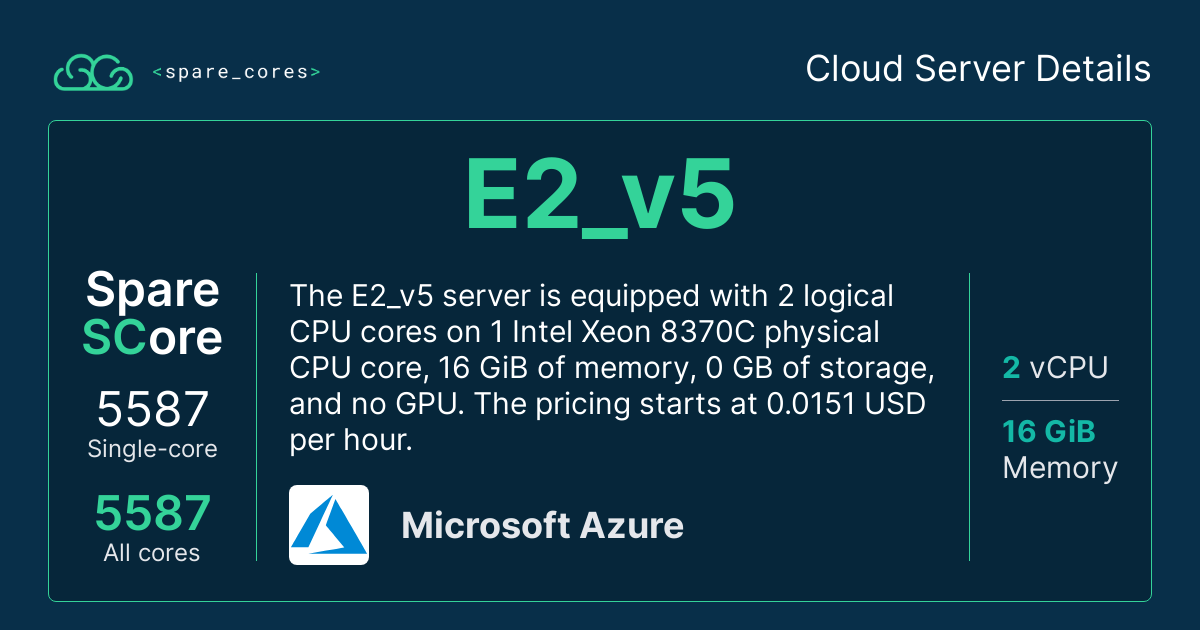 <spare_cores>
Cloud Server Details
E2_v5
Spare
SCore
5587
Single-core
5587
All cores
The E2_v5 server is equipped with 2 logical
CPU cores on 1 Intel Xeon 8370C physical
CPU core, 16 GiB of memory, 0 GB of storage,
and no GPU. The pricing starts at 0.0151 USD
per hour.
Microsoft Azure
2 vCPU
16 GiB
Memory